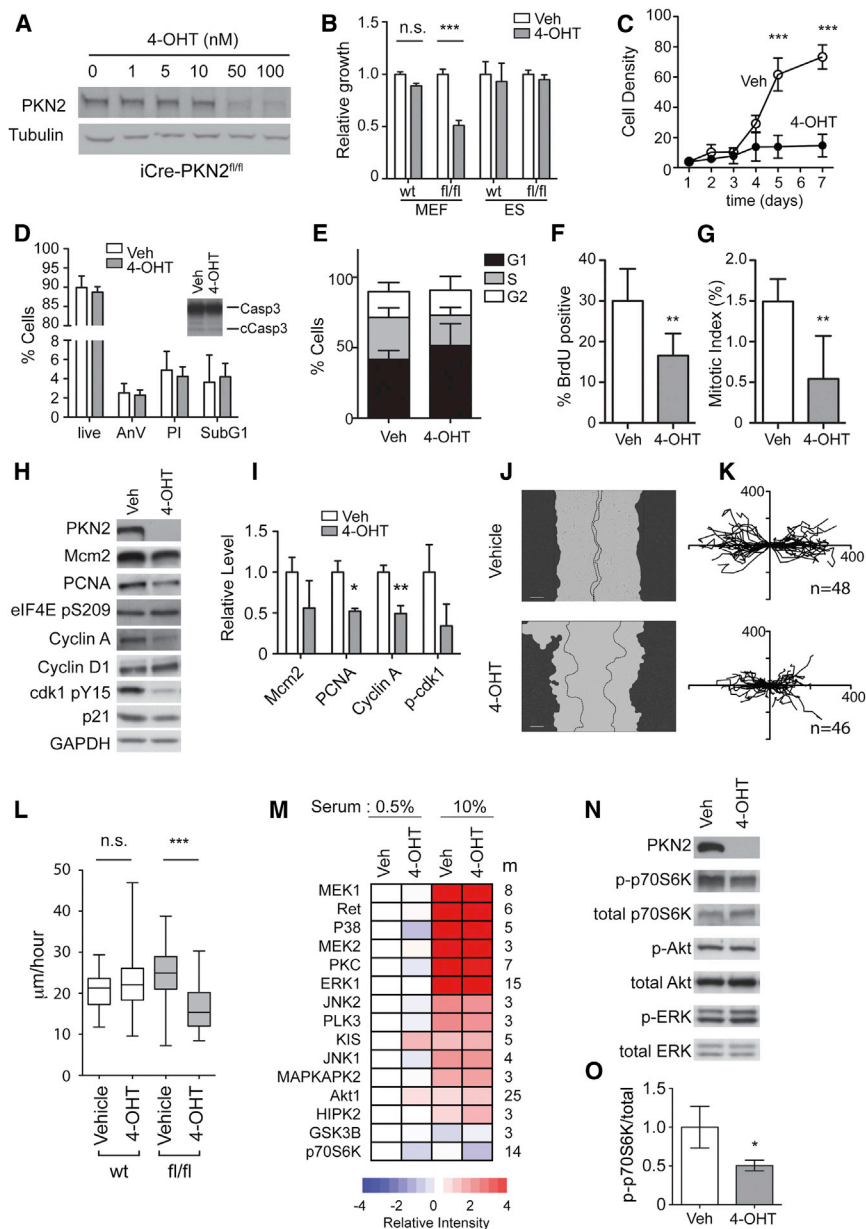 A
4-OHT (nM)
0 1 5 10 50 100
PKN2
Tubulin
iCre-PKN2fl/fl
B
Veh
4-OHT
n.s. ***
Relative growth
1.5
1.0
0.5
0.0
wt fl/fl wt fl/fl
MEF ES
C
Cell Density
100
80
60
40
20
0
*** ***
Veh
4-OHT
1 2 3 4 5 6 7
time (days)
D
Veh
4-OHT
% Cells
100
95
90
85
80
8
6
4
2
0
Veh
4-OHT
Casp3
cCasp3
live AnV PI SubG1
E
% Cells
100
50
0
G1
S
G2
Veh 4-OHT
F
% BrdU positive
40
30
20
10
0
**
Veh 4-OHT
G
Mitotic Index (%)
2.0
1.5
1.0
0.5
0.0
**
Veh 4-OHT
H
Veh
4-OHT
PKN2
Mcm2
PCNA
eIF4E pS209
Cyclin A
Cyclin D1
cdk1 pY15
p21
GAPDH
I
Veh
4-OHT
Relative Level
1.5
1.0
0.5
0.0
* **
Mcm2
PCNA
Cyclin A
p-cdk1
J
Vehicle
4-OHT
K
400
400
n=48
400
400
n=46
L
n.s. ***
µm/hour
50
40
30
20
10
0
Vehicle
4-OHT
Vehicle
4-OHT
wt fl/fl
M
Serum : 0.5% 10%
Veh
4-OHT
Veh
4-OHT
m
MEK1 8
Ret 6
P38 5
MEK2 3
PKC 7
ERK1 15
JNK2 3
PLK3 3
KIS 5
JNK1 4
MAPKAPK2 3
Akt1 25
HIPK2 3
GSK3B 3
p70S6K 14
-4 -2 0 2 4
Relative Intensity
N
Veh
4-OHT
PKN2
p-p70S6K
total p70S6K
p-Akt
total Akt
p-ERK
total ERK
O
p-p70S6K/total
1.5
1.0
0.5
0
*
Veh 4-OHT